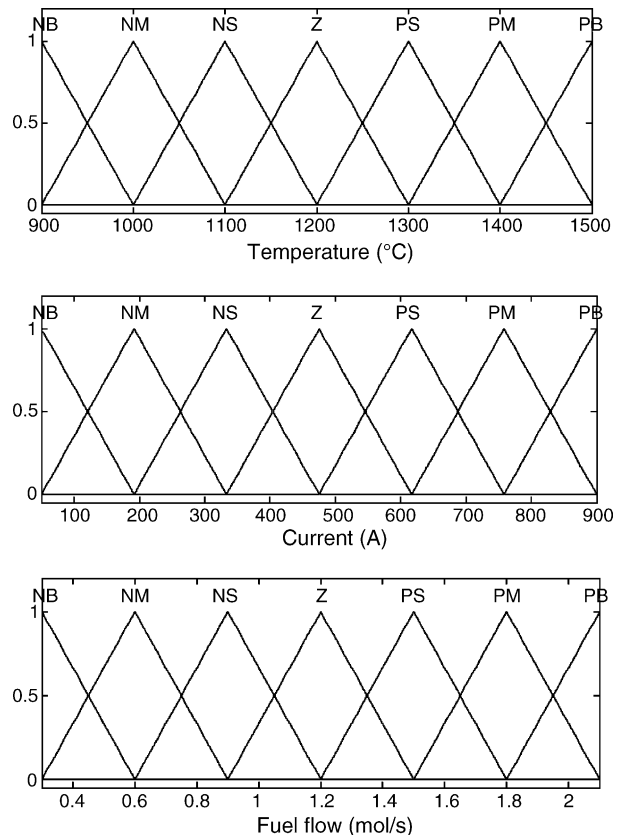 NB NM NS Z PS PM PB
1
0.5
0
900 1000 1100 1200 1300 1400 1500
Temperature (°C)
NB NM NS Z PS PM PB
1
0.5
0
100 200 300 400 500 600 700 800 900
Current (A)
NB NM NS Z PS PM PB
1
0.5
0
0.4 0.6 0.8 1 1.2 1.4 1.6 1.8 2
Fuel flow (mol/s)